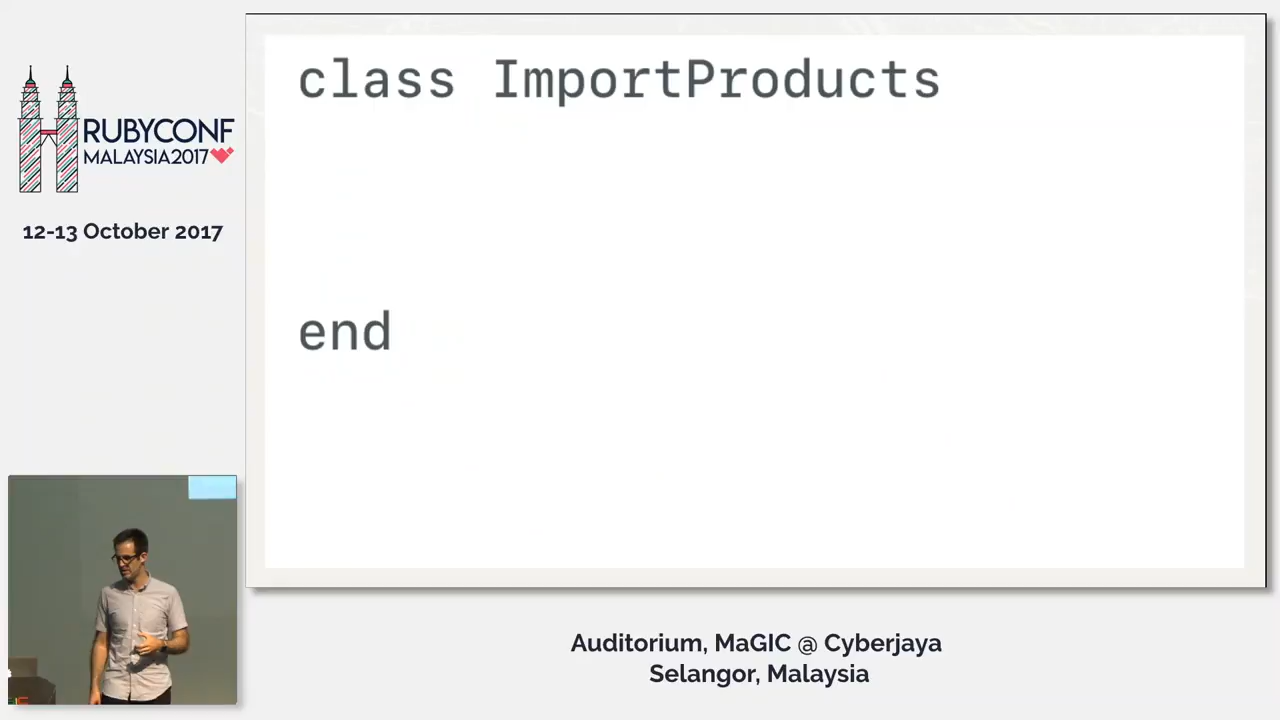 RUBYCONF
MALAYSIA2017
12-13 October 2017
class ImportProducts
end
Auditorium, MaGIC @ Cyberjaya
Selangor, Malaysia